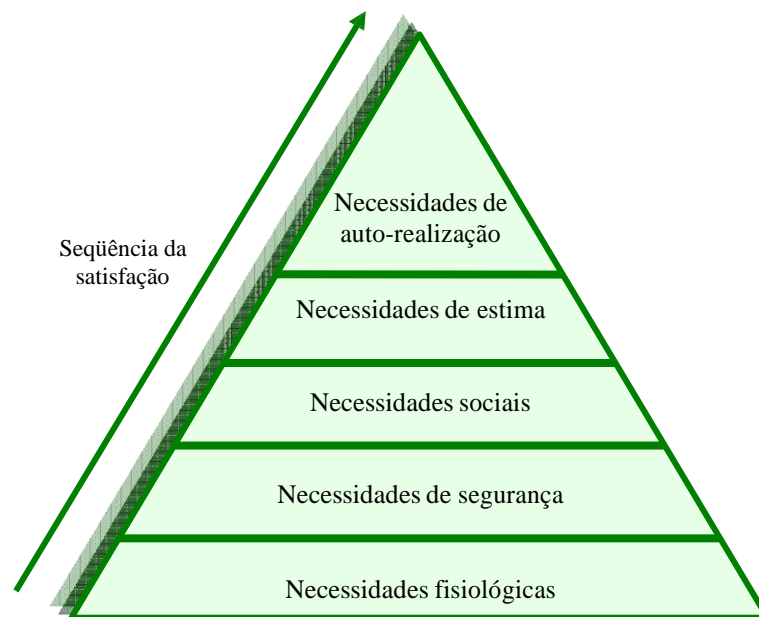 Necessidades de
auto-realização
Seqüência da
satisfação
Necessidades de estima
Necessidades sociais
Necessidades de segurança
Necessidades fisiológicas